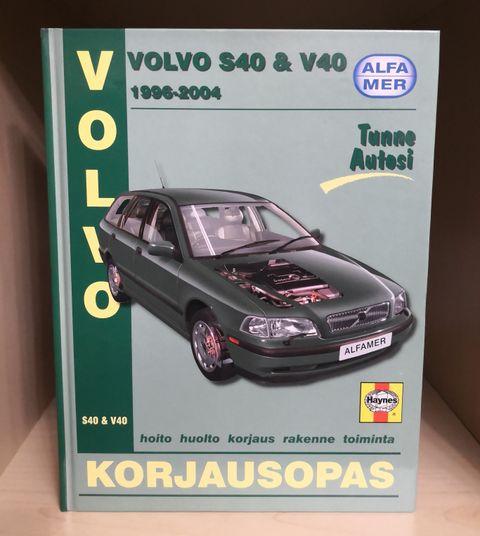 VOLVO
VOLVO S40 & V40
1996-2004
ALFA
MER
Tunne
Autosi
ALFAMER
Haynes
S40 & V40
hoito huolto korjaus rakenne toiminta
KORJAUSOPAS